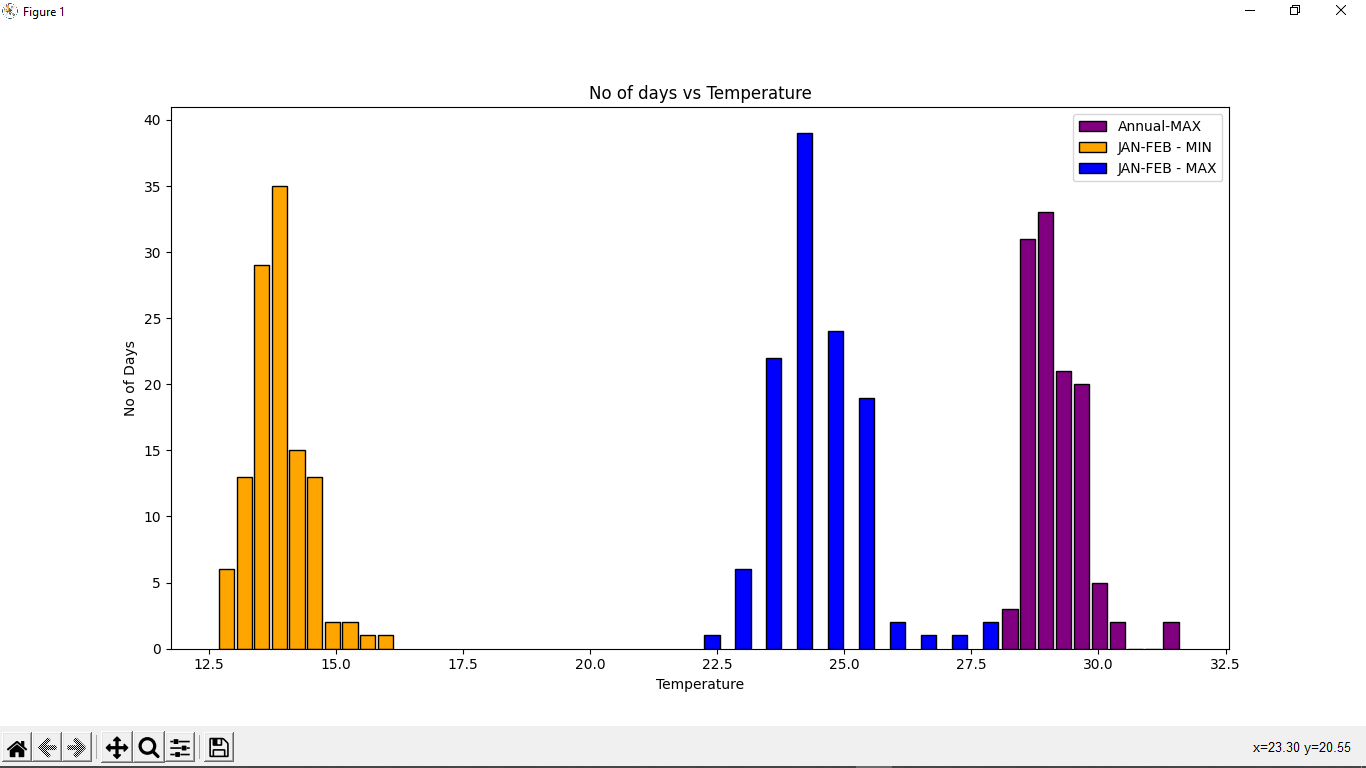 Figure 1
No of days vs Temperature
Annual-MAX
JAN-FEB - MIN
JAN-FEB - MAX
40
35
30
25
20
15
10
5
0
No of Days
12.5 15.0 17.5 20.0 22.5 25.0 27.5 30.0 32.5
Temperature
x=23.30 y=20.55